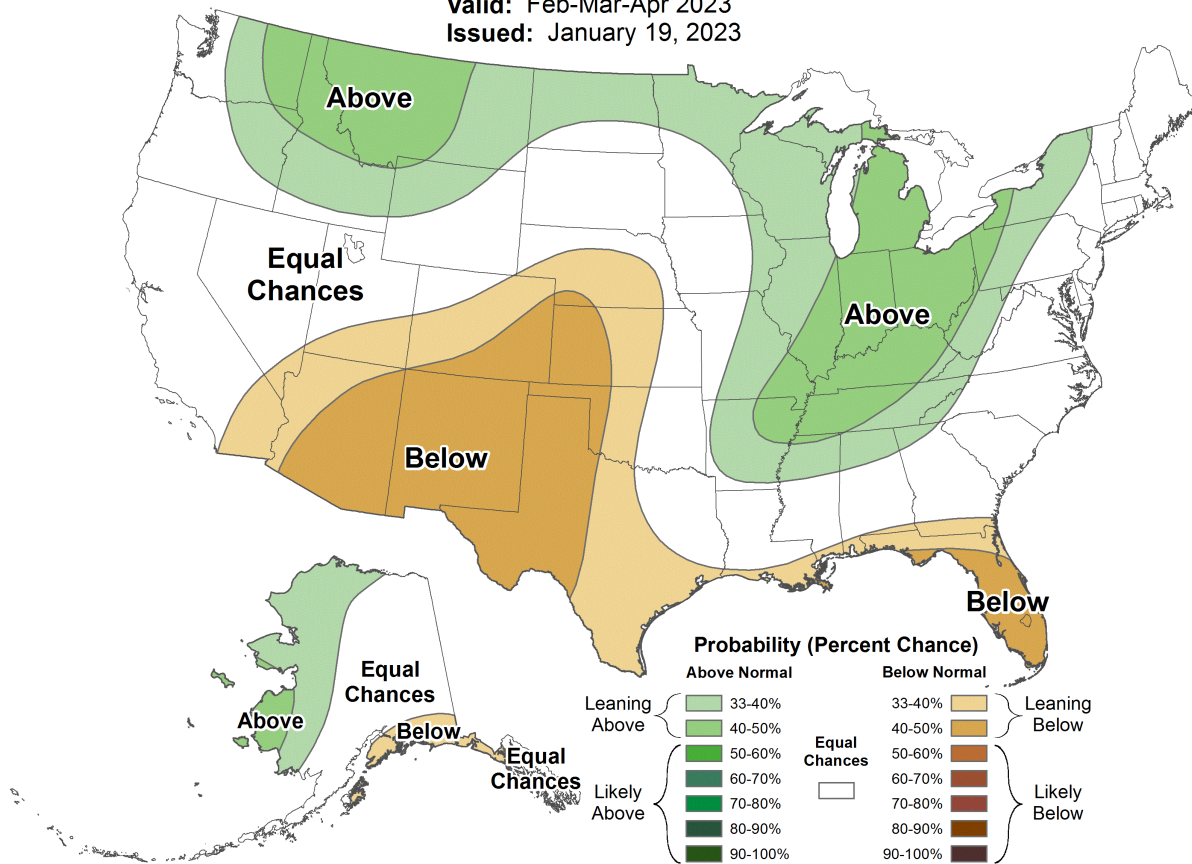 Valid: Feb-Mar-Apr 2023
Issued: January 19, 2023
Above
Equal
Chances
Above
Below
Below
Equal
Chances
Above
Below
Equal
Chances
Probability (Percent Chance)
Above Normal
Below Normal
Leaning
Above
33-40%
40-50%
Likely
Above
50-60%
60-70%
70-80%
80-90%
90-100%
Equal
Chances
33-40%
40-50%
Leaning
Below
50-60%
60-70%
70-80%
80-90%
90-100%
Likely
Below